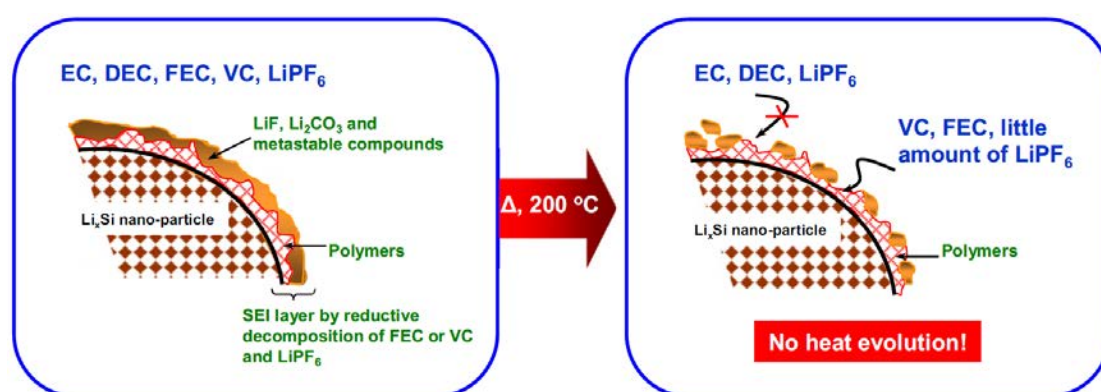 EC, DEC, FEC, VC, LiPF₆
LiF, Li₂CO₃ and
metastable compounds
LiₓSi nano-particle
Polymers
SEI layer by reductive
decomposition of FEC or VC
and LiPF₆
Δ, 200 °C
EC, DEC, LiPF₆
VC, FEC, little
amount of LiPF₆
LiₓSi nano-particle
Polymers
No heat evolution!